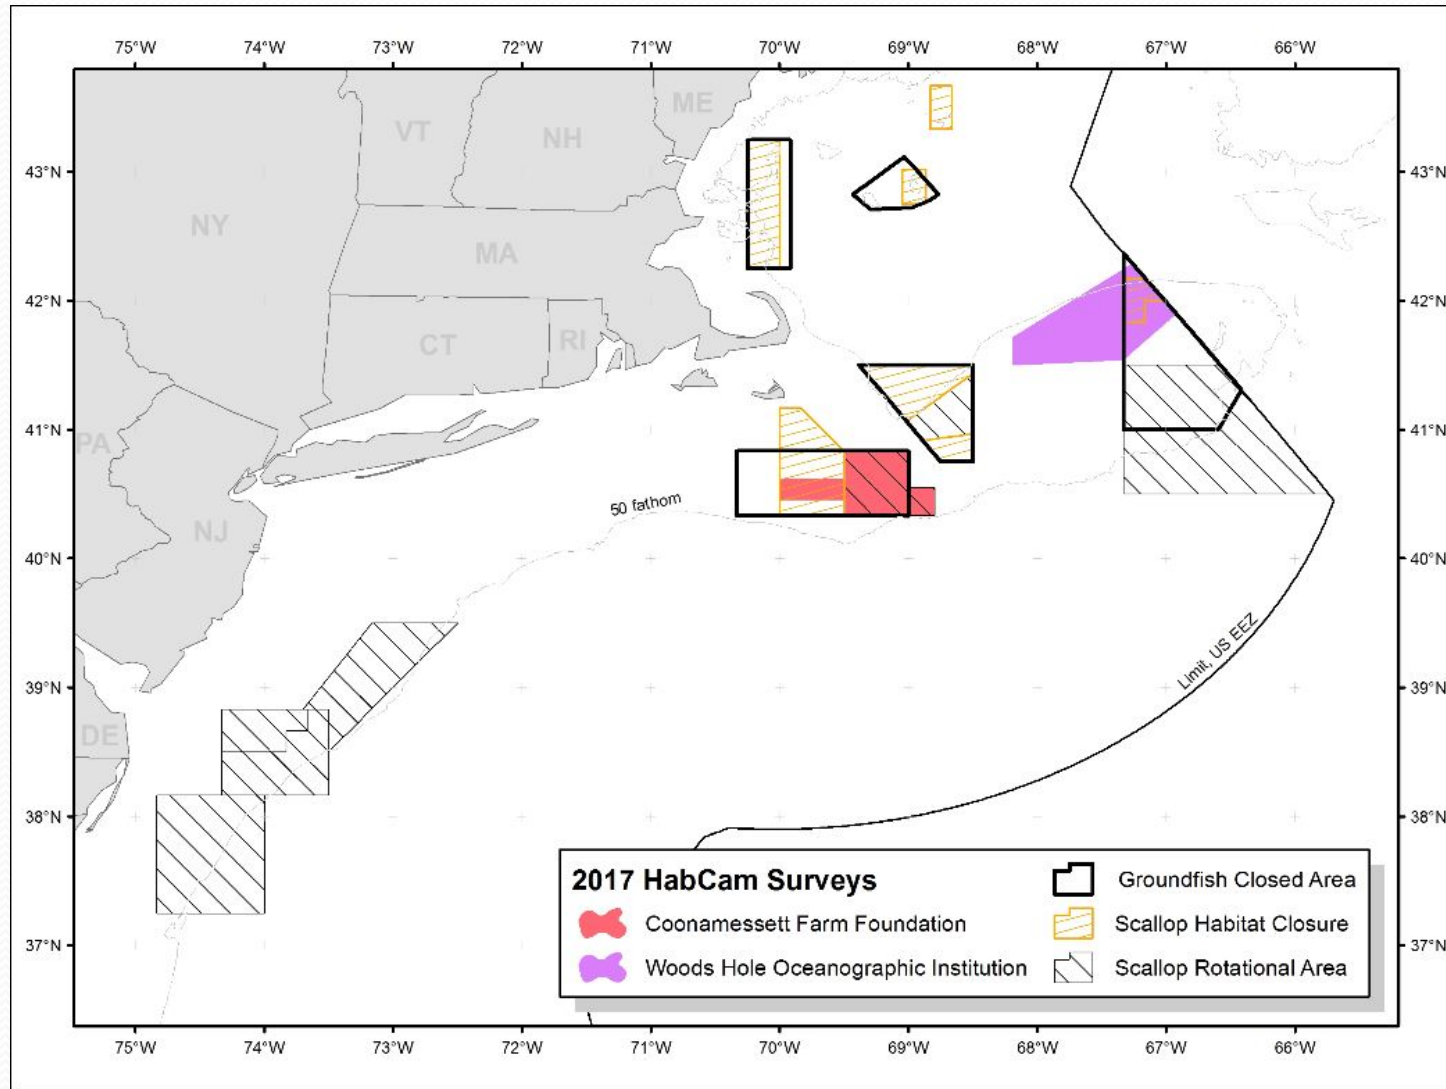 75°W 74°W 73°W 72°W 71°W 70°W 69°W 68°W 67°W 66°W
ME
VT
NH
43°N 43°N
NY
MA
42°N 42°N
CT RI
41°N 41°N
PA
50 fathom
NJ
40°N 40°N
Limit, US EEZ
39°N 39°N
DE
38°N 38°N
2017 HabCam Surveys
Groundfish Closed Area
Coonamessett Farm Foundation
Scallop Habitat Closure
Woods Hole Oceanographic Institution
Scallop Rotational Area
37°N 37°N
75°W 74°W 73°W 72°W 71°W 70°W 69°W 68°W 67°W 66°W